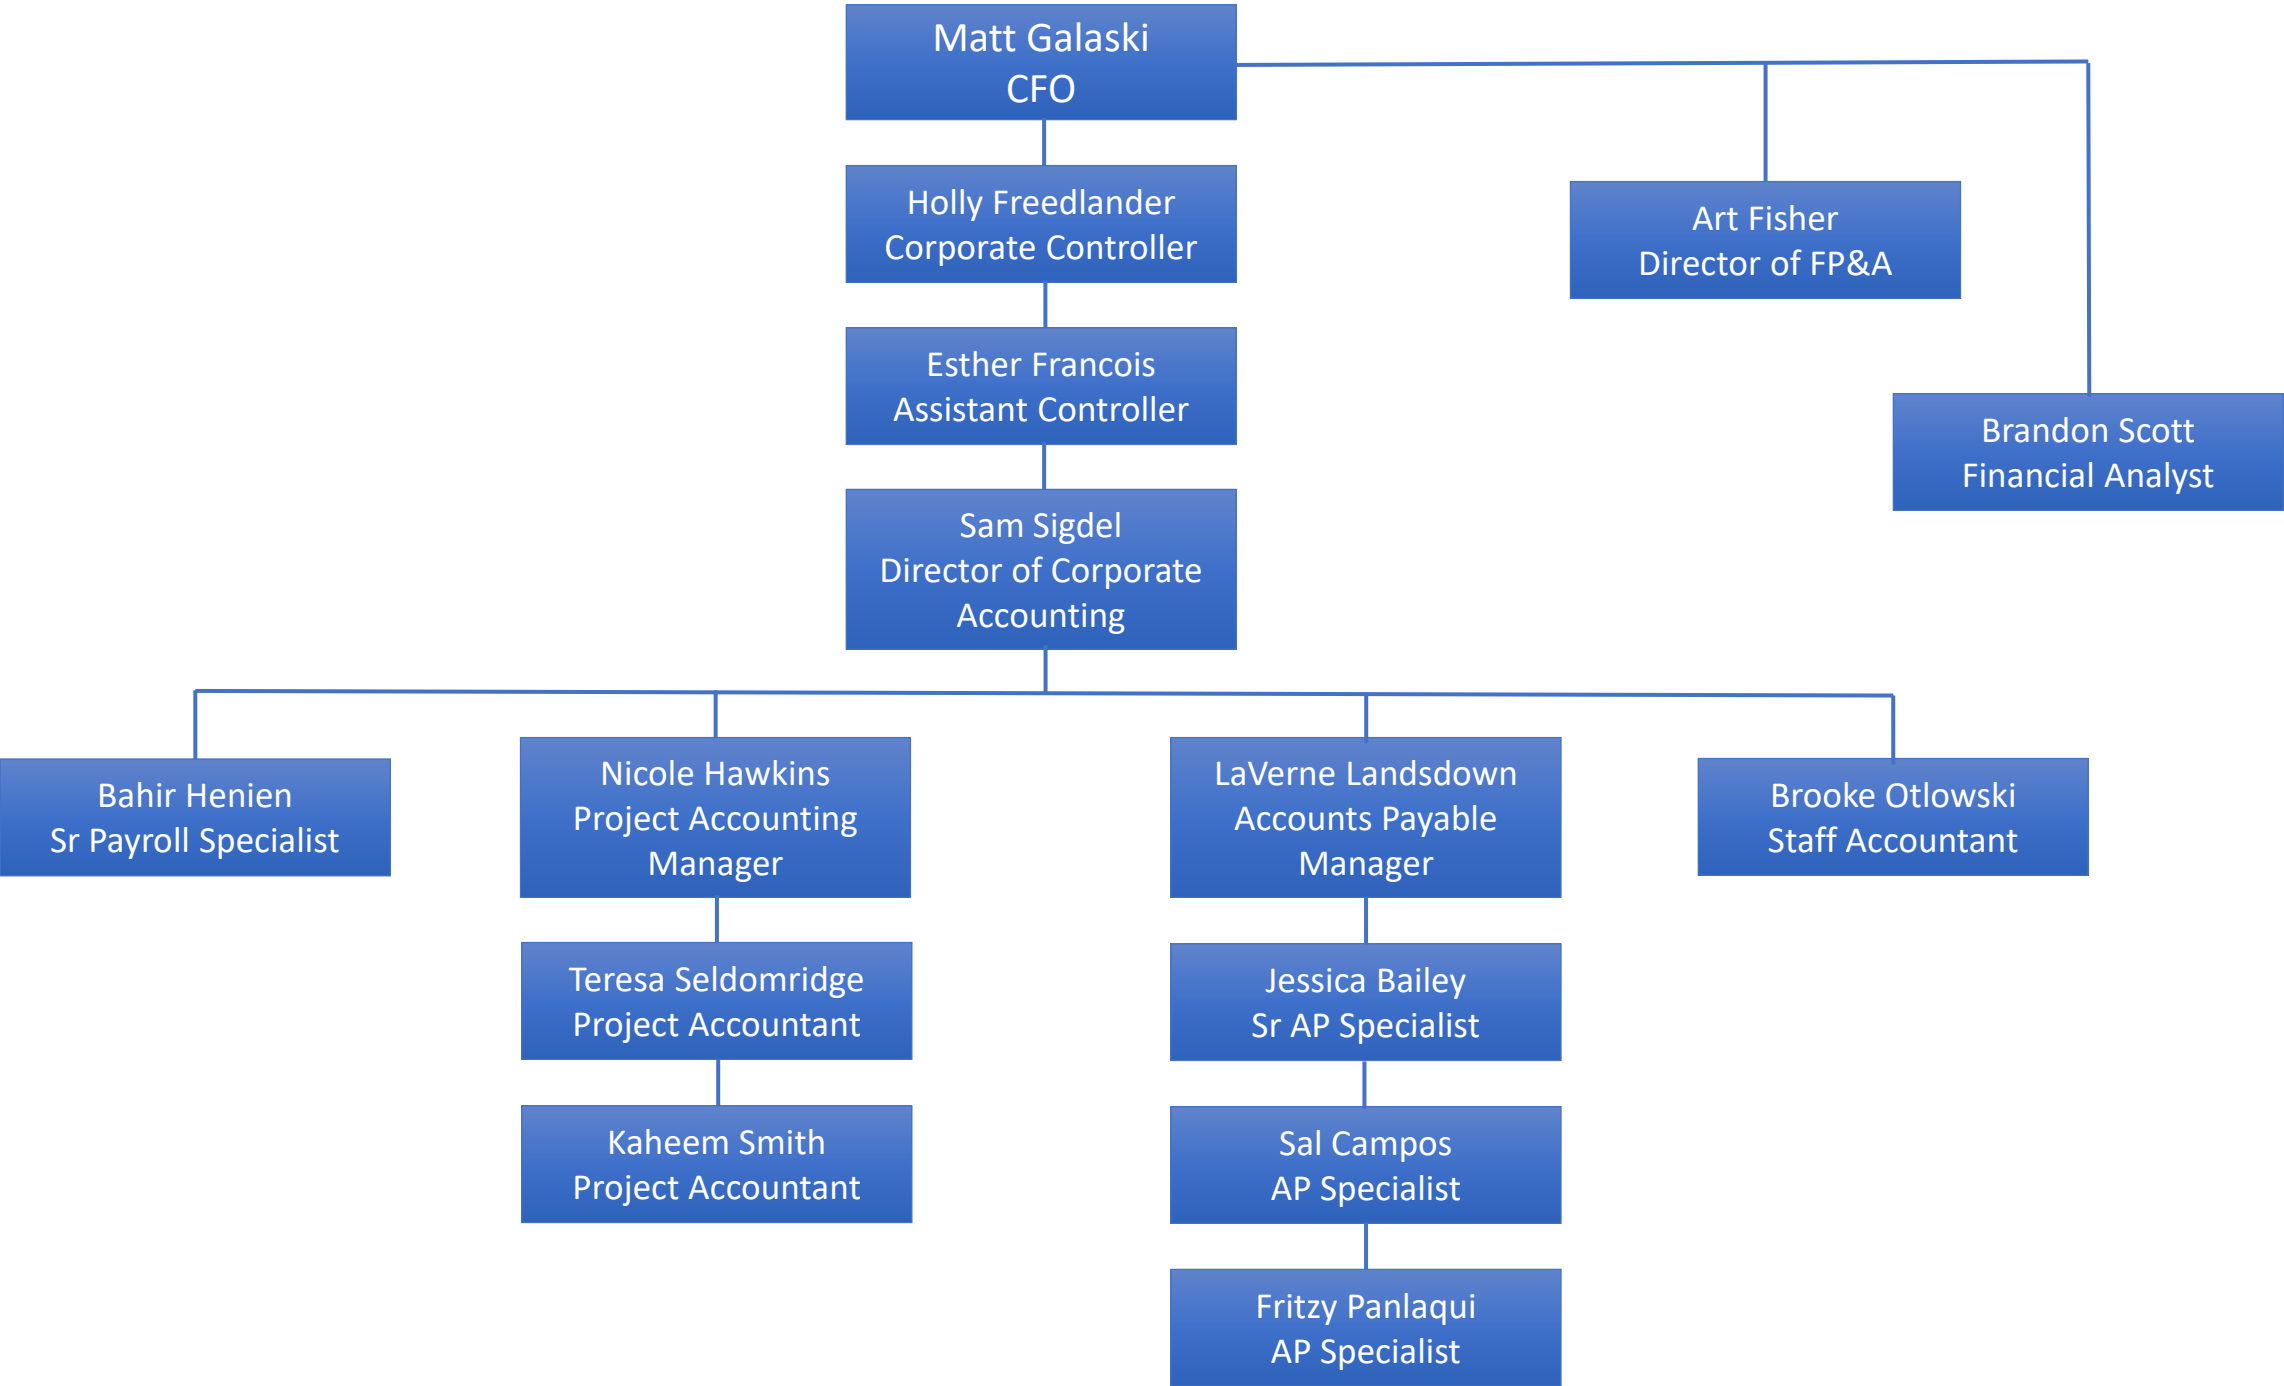 Matt Galaski
CFO
Holly Freedlander
Corporate Controller
Art Fisher
Director of FP&A
Esther Francois
Assistant Controller
Brandon Scott
Financial Analyst
Sam Sigdel
Director of Corporate
Accounting
Bahir Henien
Sr Payroll Specialist
Nicole Hawkins
Project Accounting
Manager
LaVerne Landsdown
Accounts Payable
Manager
Brooke Otlowski
Staff Accountant
Teresa Seldomridge
Project Accountant
Jessica Bailey
Sr AP Specialist
Kaheem Smith
Project Accountant
Sal Campos
AP Specialist
Fritzy Panlaqui
AP Specialist